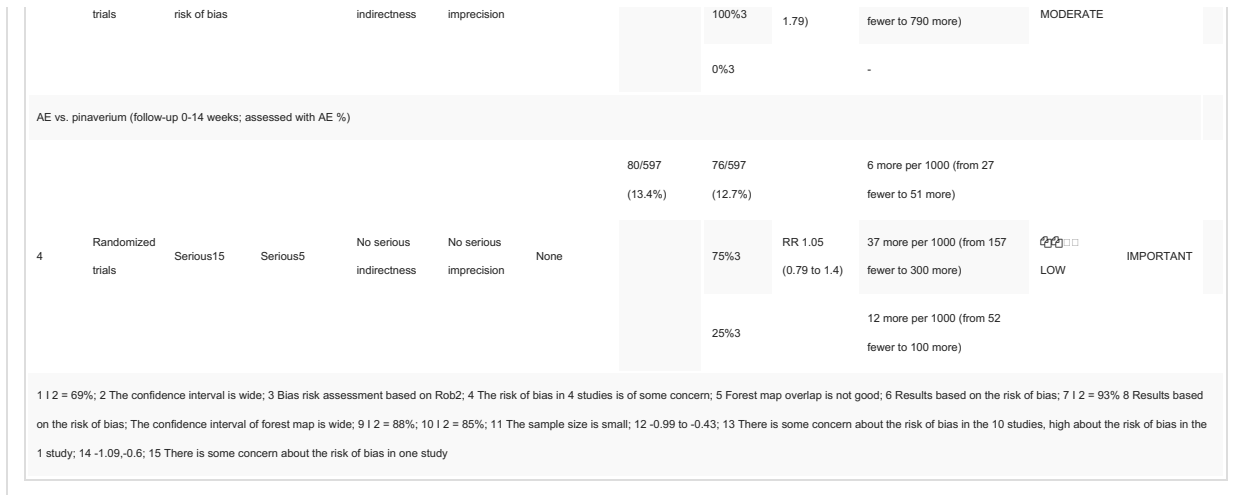 trials risk of bias indirectness imprecision 100%3 1.79) fewer to 790 more) MODERATE
0%3 -
AE vs. pinaverium (follow-up 0-14 weeks; assessed with AE %)
80/597 76/597 6 more per 1000 (from 27
(13.4%) (12.7%) fewer to 51 more)
4 Randomized trials Serious15 Serious5 No serious indirectness No serious imprecision None 75%3 RR 1.05 (0.79 to 1.4) 37 more per 1000 (from 157 fewer to 300 more) LOW IMPORTANT
25%3 12 more per 1000 (from 52
fewer to 100 more)
1 I 2 = 69%; 2 The confidence interval is wide; 3 Bias risk assessment based on Rob2; 4 The risk of bias in 4 studies is of some concern; 5 Forest map overlap is not good; 6 Results based on the risk of bias; 7 I 2 = 93% 8 Results based
on the risk of bias; The confidence interval of forest map is wide; 9 I 2 = 88%; 10 I 2 = 85%; 11 The sample size is small; 12 -0.99 to -0.43; 13 There is some concern about the risk of bias in the 10 studies, high about the risk of bias in the
1 study; 14 -1.09,-0.6; 15 There is some concern about the risk of bias in one study